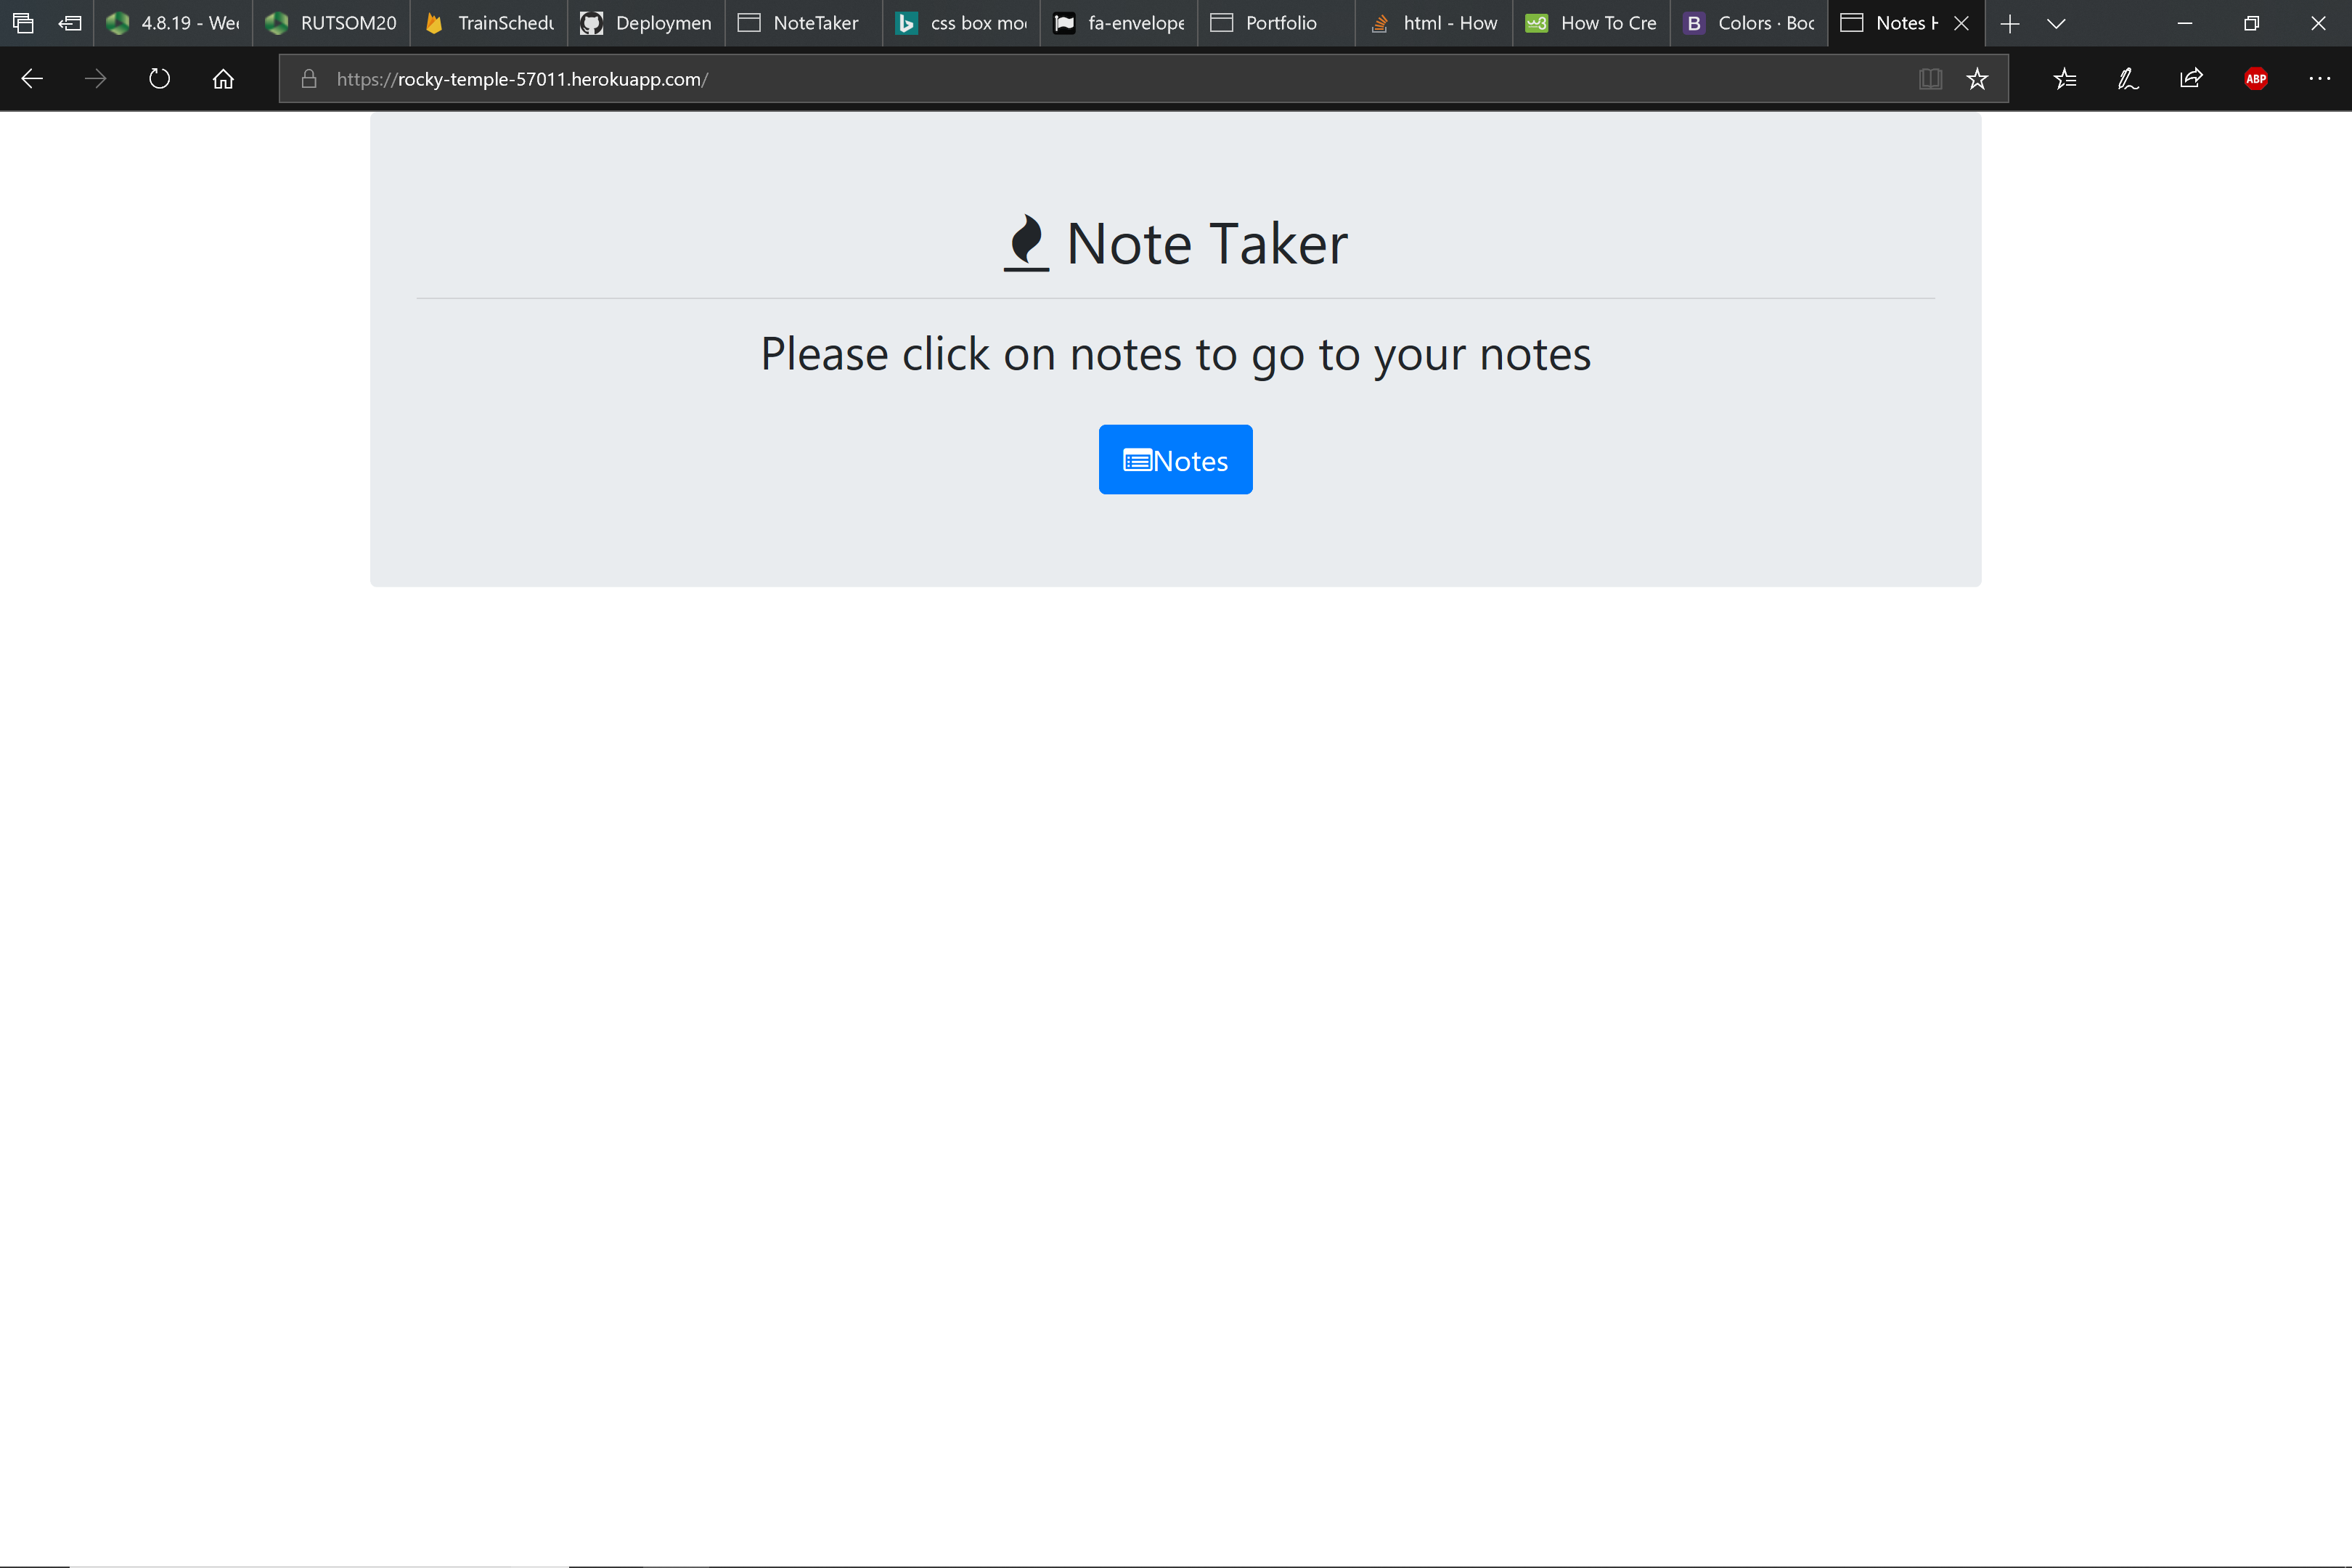 4.8.19 - We
RUTSOM20
TrainSchedu
Deploymen
NoteTaker
css box mo
fa-envelope
Portfolio
html - How
w3
How To Cre
B
Colors · Boc
Notes H
https://rocky-temple-57011.herokuapp.com/
ABP
Note Taker
Please click on notes to go to your notes
Notes